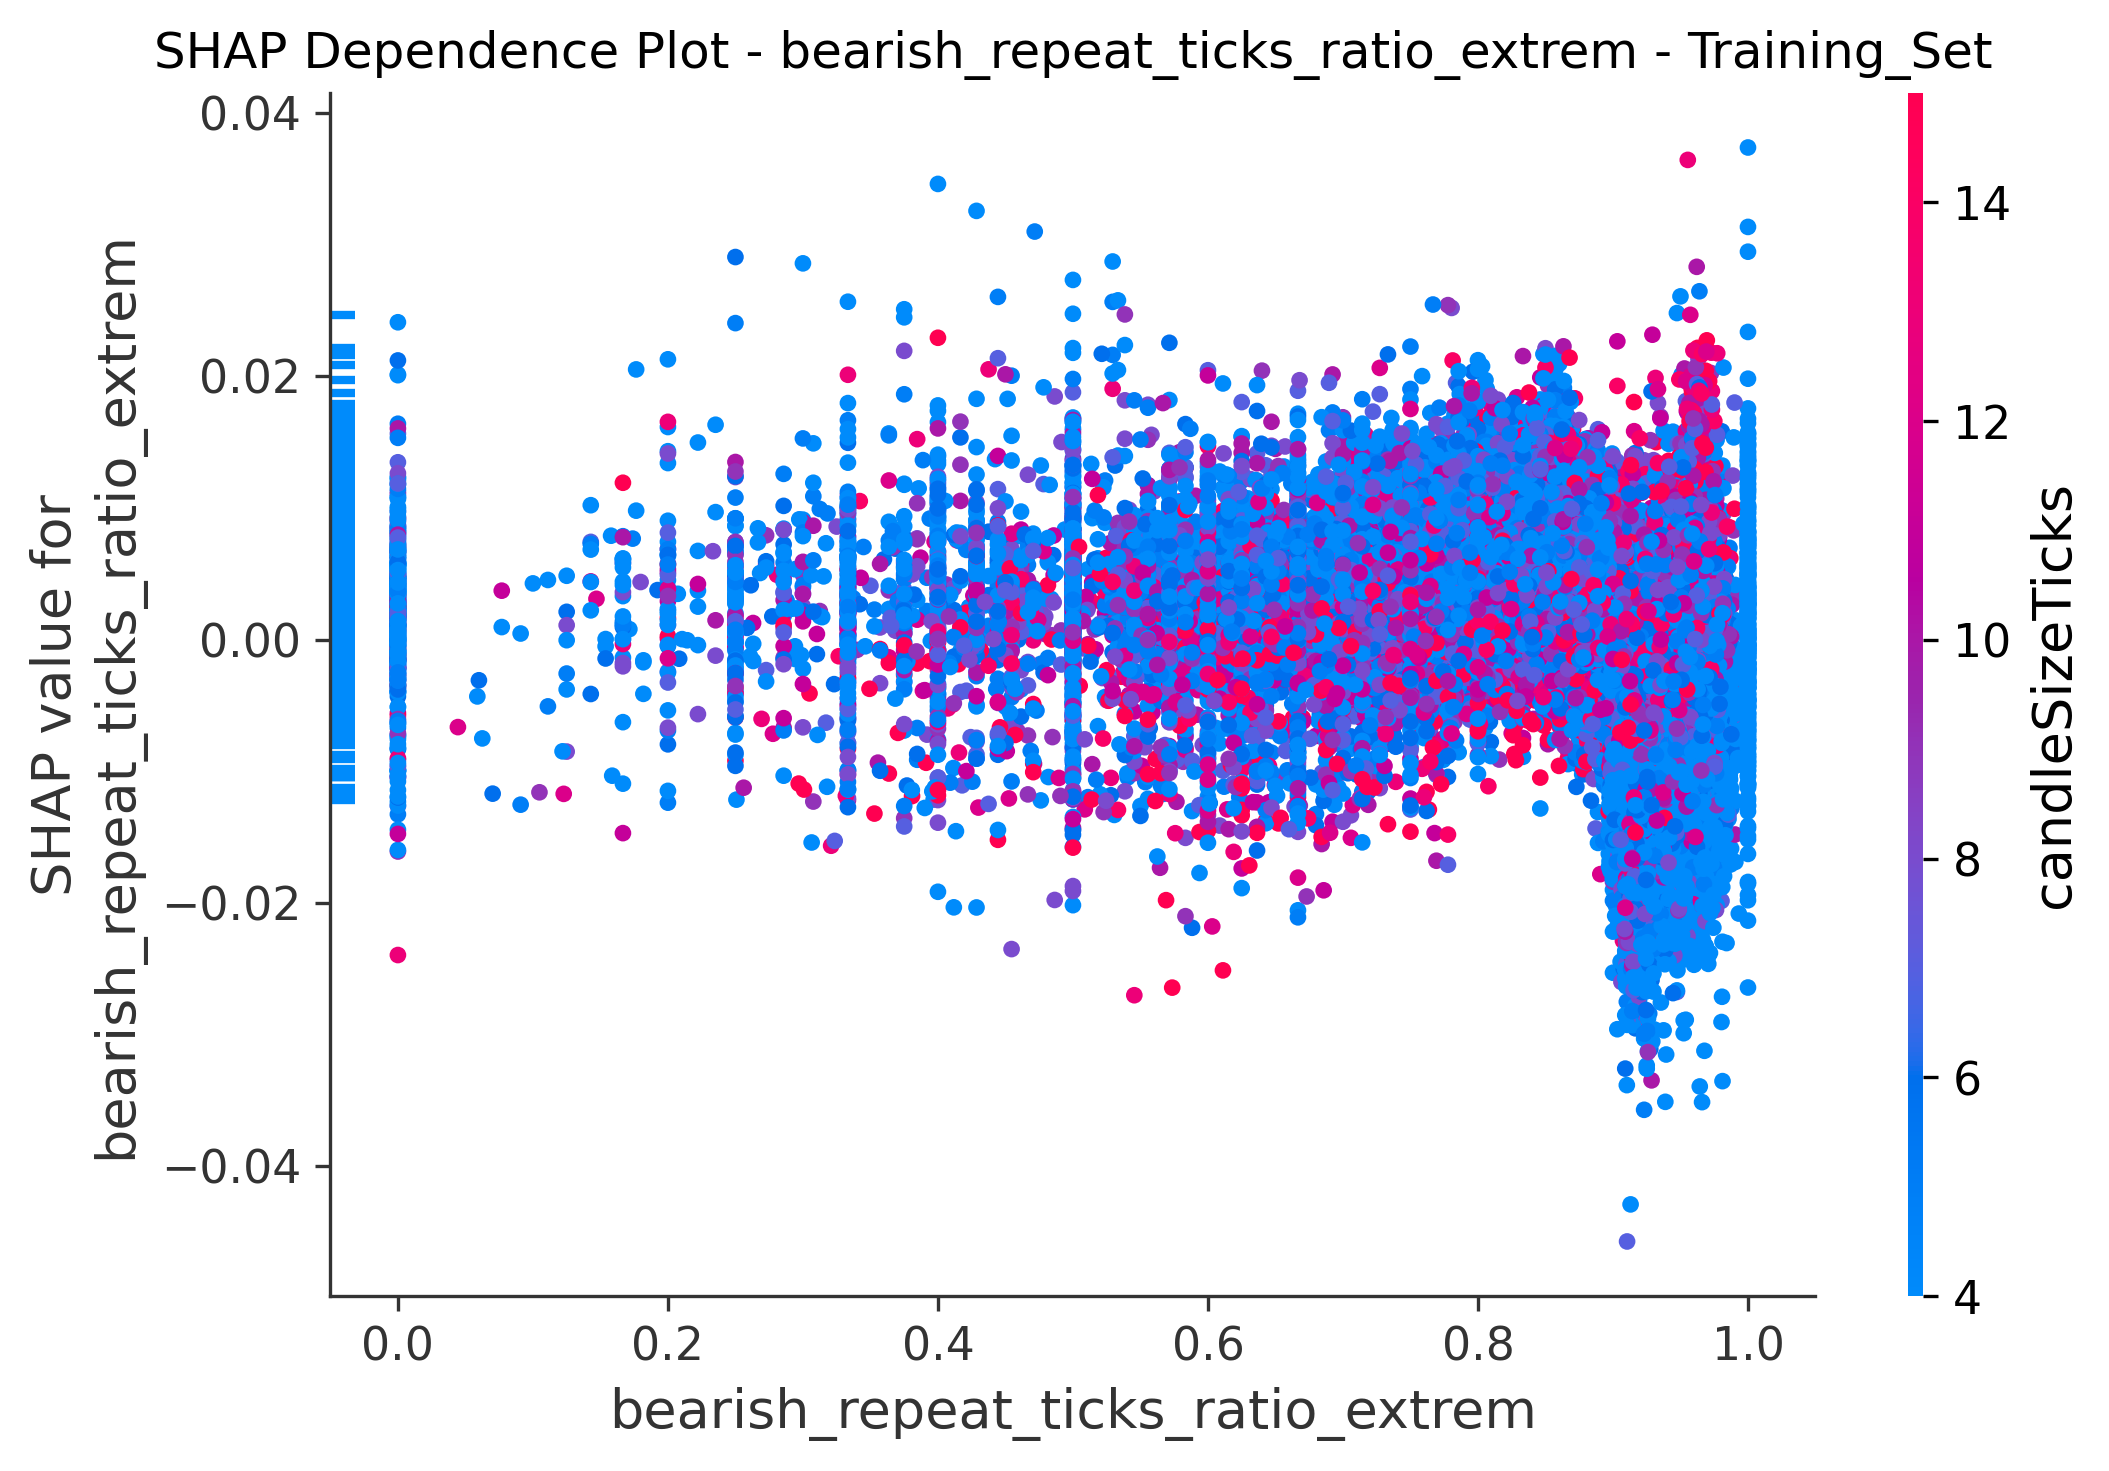 SHAP Dependence Plot - bearish_repeat_ticks_ratio_extrem - Training_Set
0.04
0.02
0.00
−0.02
−0.04
SHAP value for
bearish_repeat_ticks_ratio_extrem
0.0 0.2 0.4 0.6 0.8 1.0
bearish_repeat_ticks_ratio_extrem
14
12
10
8
6
4
candleSizeTicks